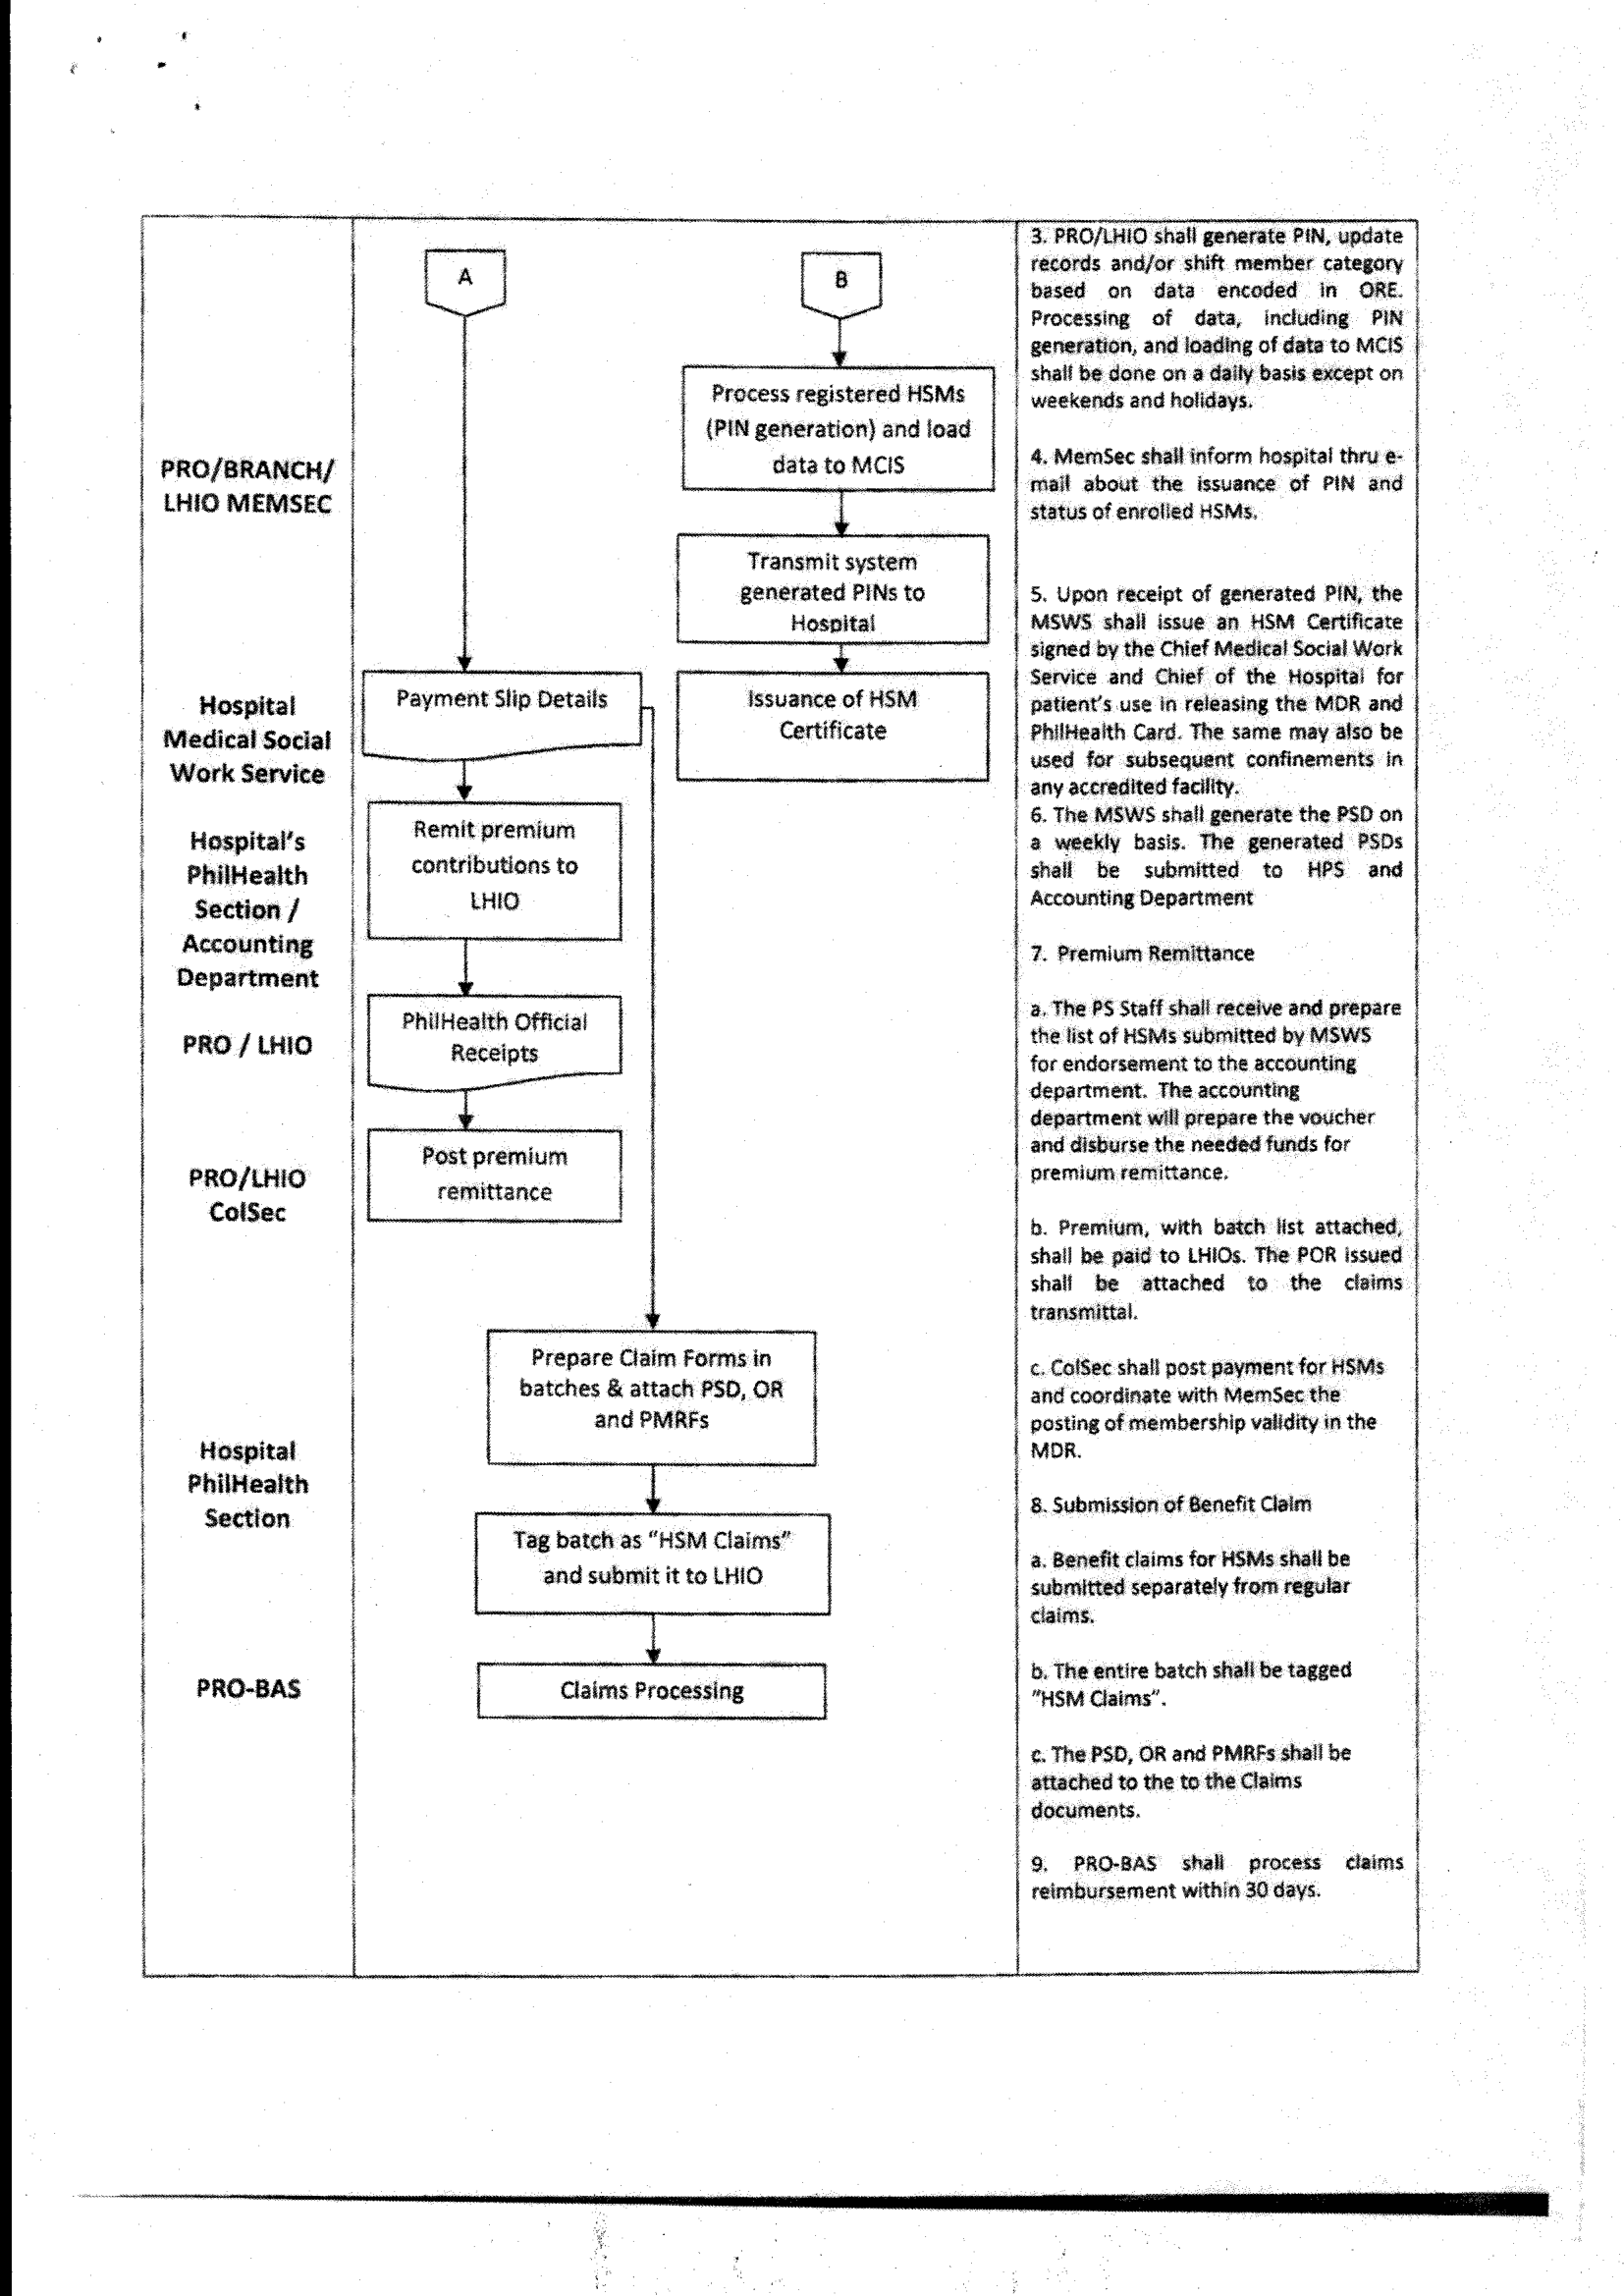 PRO/BRANCH/
LHIO MEMSEC
Hospital
Medical Social
Work Service
Hospital's
PhilHealth
Section /
Accounting
Department
PRO / LHIO
PRO/LHIO
ColSec
Hospital
PhilHealth
Section
PRO-BAS
A
Payment Slip Details
Remit premium
contributions to
LHIO
PhilHealth Official
Receipts
Post premium
remittance
B
Process registered HSMs
(PIN generation) and load
data to MCIS
Transmit system
generated PINs to
Hospital
Issuance of HSM
Certificate
Prepare Claim Forms in
batches & attach PSD, OR
and PMRFs
Tag batch as "HSM Claims"
and submit it to LHIO
Claims Processing
3. PRO/LHIO shall generate PIN, update
records and/or shift member category
based on data encoded in ORE.
Processing of data, including PIN
generation, and loading of data to MCIS
shall be done on a daily basis except on
weekends and holidays.
4. MemSec shall inform hospital thru e-
mail about the issuance of PIN and
status of enrolled HSMs.
5. Upon receipt of generated PIN, the
MSWS shall issue an HSM Certificate
signed by the Chief Medical Social Work
Service and Chief of the Hospital for
patient's use in releasing the MDR and
PhilHealth Card. The same may also be
used for subsequent confinements in
any accredited facility.
6. The MSWS shall generate the PSD on
a weekly basis. The generated PSDs
shall be submitted to HPS and
Accounting Department
7. Premium Remittance
a. The PS Staff shall receive and prepare
the list of HSMs submitted by MSWS
for endorsement to the accounting
department. The accounting
department will prepare the voucher
and disburse the needed funds for
premium remittance.
b. Premium, with batch list attached,
shall be paid to LHIOs. The POR issued
shall be attached to the claims
transmittal.
c. ColSec shall post payment for HSMs
and coordinate with MemSec the
posting of membership validity in the
MDR.
8. Submission of Benefit Claim
a. Benefit claims for HSMs shall be
submitted separately from regular
claims.
b. The entire batch shall be tagged
"HSM Claims".
c. The PSD, OR and PMRFs shall be
attached to the to the Claims
documents.
9. PRO-BAS shall process claims
reimbursement within 30 days.